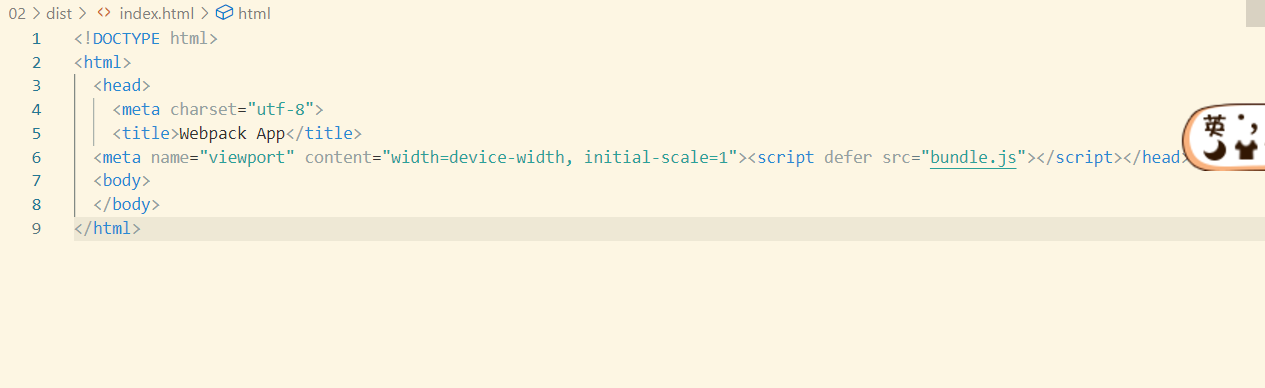 02 > dist > <> index.html > html
1 <!DOCTYPE html>
2 <html>
3   <head>
4     <meta charset="utf-8">
5     <title>Webpack App</title>
6   <meta name="viewport" content="width=device-width, initial-scale=1"><script defer src="bundle.js"></script></head>
7   <body>
8   </body>
9 </html>
英 ,